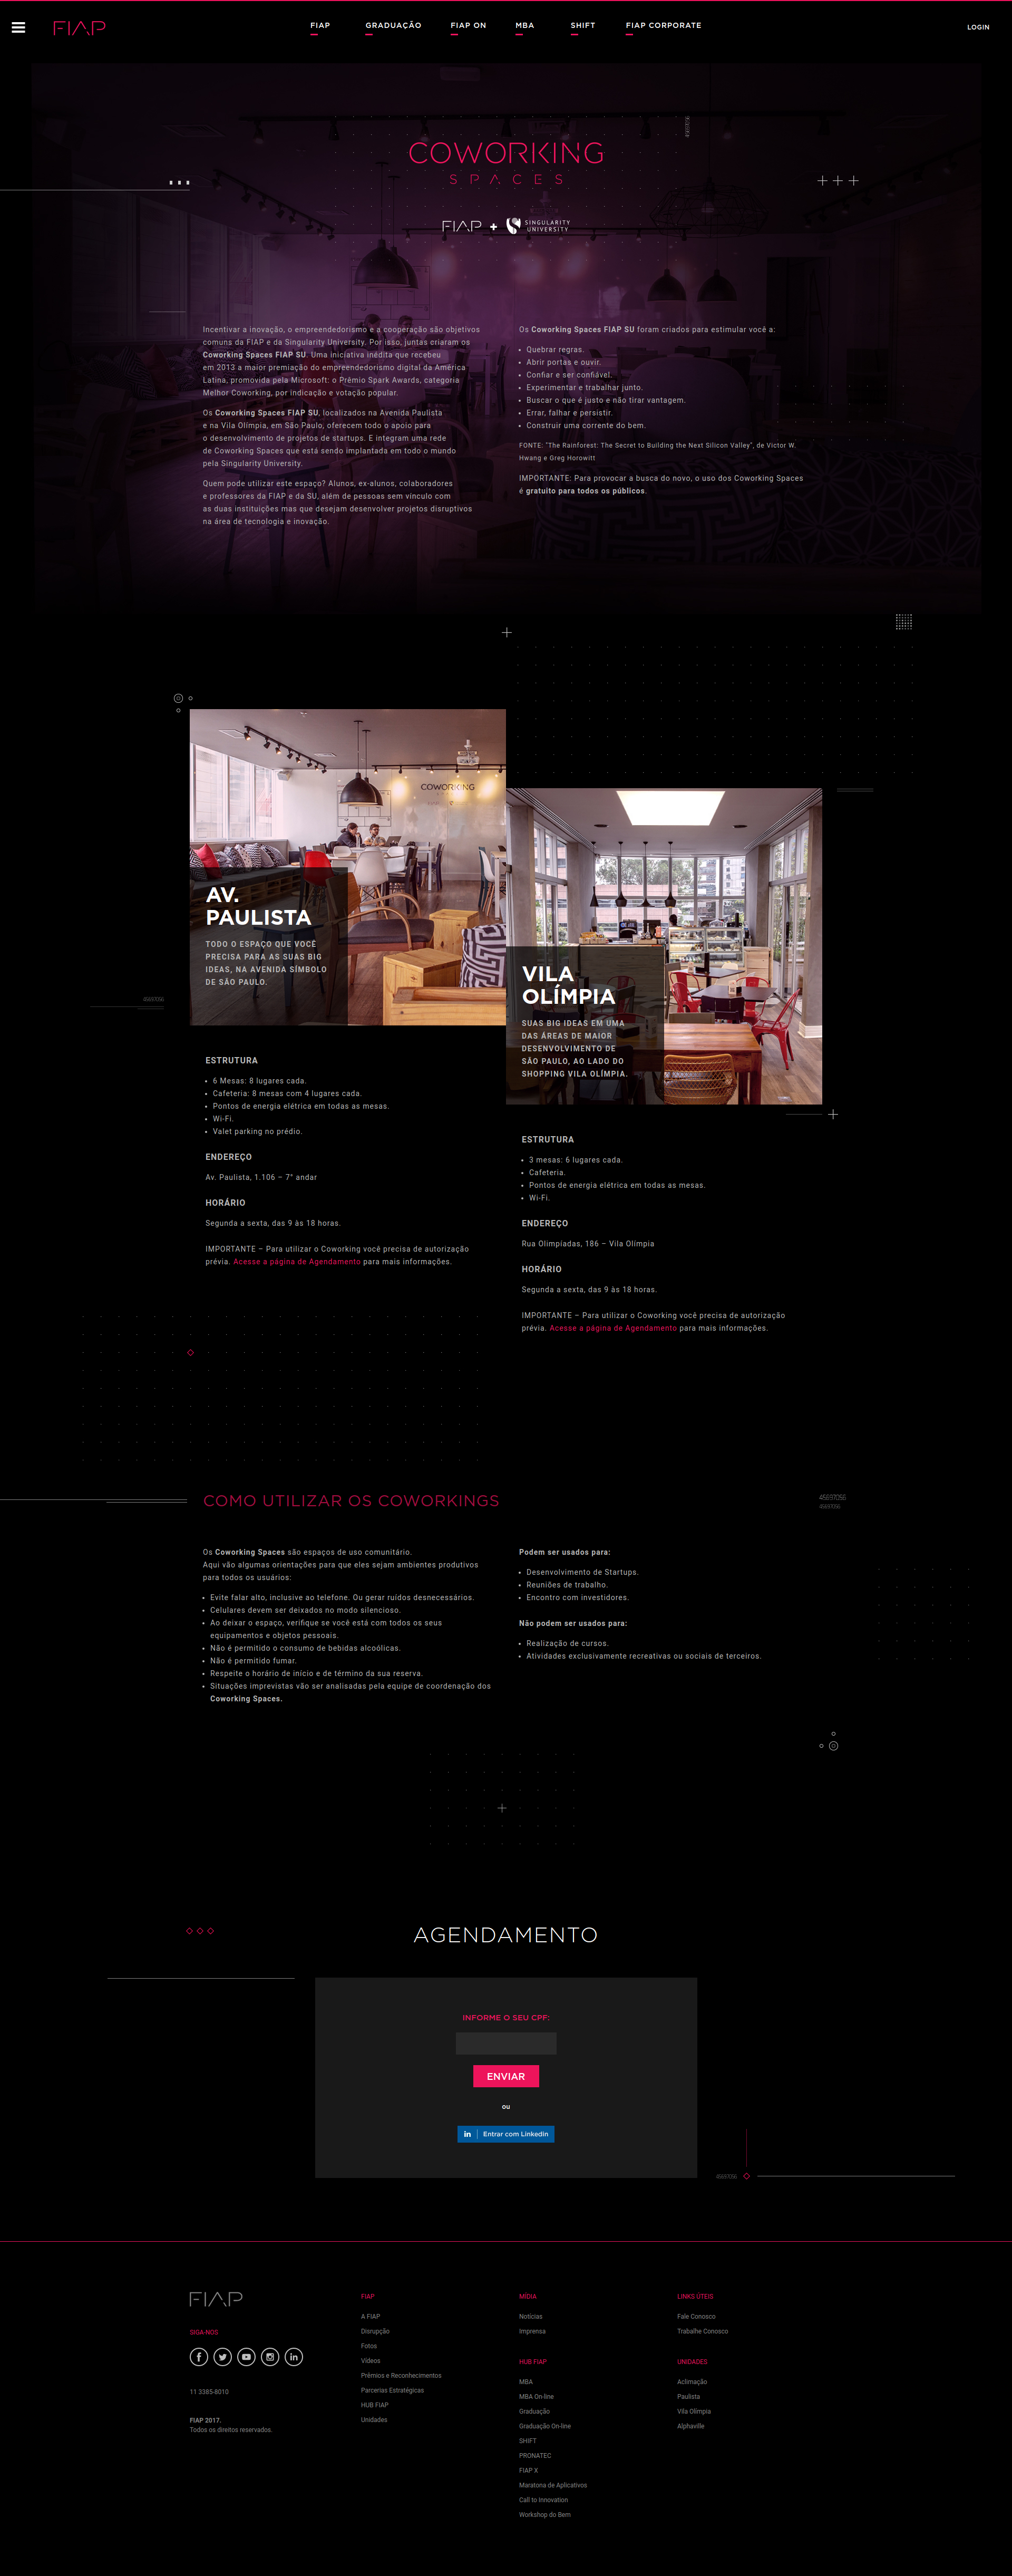 FIAP
FIAP GRADUAÇÃO FIAP ON MBA SHIFT FIAP CORPORATE
LOGIN
COWORKING
SPACES
FIAP + SINGULARITY
UNIVERSITY
Incentivar a inovação, o empreendedorismo e a cooperação são objetivos
comuns da FIAP e da Singularity University. Por isso, juntas criaram os
Coworking Spaces FIAP SU. Uma iniciativa inédita que recebeu
em 2013 a maior premiação do empreendedorismo digital da América
Latina, promovida pela Microsoft: o Prêmio Spark Awards, categoria
Melhor Coworking, por indicação e votação popular.
Os Coworking Spaces FIAP SU, localizados na Avenida Paulista
e na Vila Olímpia, em São Paulo, oferecem todo o apoio para
o desenvolvimento de projetos de startups. E integram uma rede
de Coworking Spaces que está sendo implantada em todo o mundo
pela Singularity University.
Quem pode utilizar este espaço? Alunos, ex-alunos, colaboradores
e professores da FIAP e da SU, além de pessoas sem vínculo com
as duas instituições mas que desejam desenvolver projetos disruptivos
na área de tecnologia e inovação.
Os Coworking Spaces FIAP SU foram criados para estimular você a:
Quebrar regras.
Abrir portas e ouvir.
Confiar e ser confiável.
Experimentar e trabalhar junto.
Buscar o que é justo e não tirar vantagem.
Errar, falhar e persistir.
Construir uma corrente do bem.
FONTE: "The Rainforest: The Secret to Building the Next Silicon Valley", de Victor W.
Hwang e Greg Horowitt
IMPORTANTE: Para provocar a busca do novo, o uso dos Coworking Spaces
é gratuito para todos os públicos.
COWORKING
AV.
PAULISTA
TODO O ESPAÇO QUE VOCÊ
PRECISA PARA AS SUAS BIG
IDEAS, NA AVENIDA SÍMBOLO
DE SÃO PAULO.
45E97056
ESTRUTURA
6 Mesas: 8 lugares cada.
Cafeteria: 8 mesas com 4 lugares cada.
Pontos de energia elétrica em todas as mesas.
Wi-Fi.
Valet parking no prédio.
ENDEREÇO
Av. Paulista, 1.106 – 7° andar
HORÁRIO
Segunda a sexta, das 9 às 18 horas.
IMPORTANTE – Para utilizar o Coworking você precisa de autorização
prévia. Acesse a página de Agendamento para mais informações.
VILA
OLÍMPIA
SUAS BIG IDEAS EM UMA
DAS ÁREAS DE MAIOR
DESENVOLVIMENTO DE
SÃO PAULO, AO LADO DO
SHOPPING VILA OLÍMPIA.
ESTRUTURA
3 mesas: 6 lugares cada.
Cafeteria.
Pontos de energia elétrica em todas as mesas.
Wi-Fi.
ENDEREÇO
Rua Olimpíadas, 186 – Vila Olímpia
HORÁRIO
Segunda a sexta, das 9 às 18 horas.
IMPORTANTE – Para utilizar o Coworking você precisa de autorização
prévia. Acesse a página de Agendamento para mais informações.
COMO UTILIZAR OS COWORKINGS
45E97056
45E97056
Os Coworking Spaces são espaços de uso comunitário.
Aqui vão algumas orientações para que eles sejam ambientes produtivos
para todos os usuários:
Evite falar alto, inclusive ao telefone. Ou gerar ruídos desnecessários.
Celulares devem ser deixados no modo silencioso.
Ao deixar o espaço, verifique se você está com todos os seus
equipamentos e objetos pessoais.
Não é permitido o consumo de bebidas alcoólicas.
Não é permitido fumar.
Respeite o horário de início e de término da sua reserva.
Situações imprevistas vão ser analisadas pela equipe de coordenação dos
Coworking Spaces.
Podem ser usados para:
Desenvolvimento de Startups.
Reuniões de trabalho.
Encontro com investidores.
Não podem ser usados para:
Realização de cursos.
Atividades exclusivamente recreativas ou sociais de terceiros.
AGENDAMENTO
INFORME O SEU CPF:
ENVIAR
ou
in Entrar com Linkedin
45E97056
FIAP
SIGA-NOS
11 3385-8010
FIAP 2017.
Todos os direitos reservados.
FIAP
A FIAP
Disrupção
Fotos
Vídeos
Prêmios e Reconhecimentos
Parcerias Estratégicas
HUB FIAP
Unidades
MÍDIA
Notícias
Imprensa
HUB FIAP
MBA
MBA On-line
Graduação
Graduação On-line
SHIFT
PRONATEC
FIAP X
Maratona de Aplicativos
Call to Innovation
Workshop do Bem
LINKS ÚTEIS
Fale Conosco
Trabalhe Conosco
UNIDADES
Aclimação
Paulista
Vila Olímpia
Alphaville